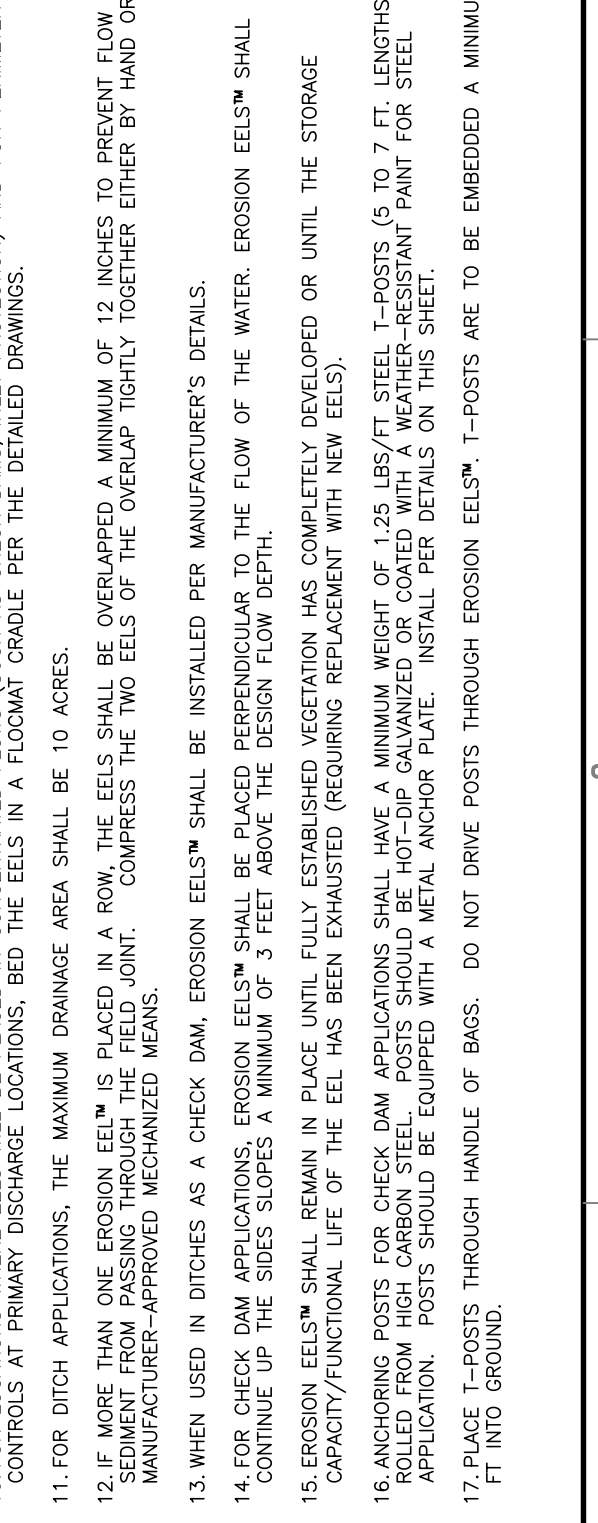 CONTROLS AT PRIMARY DISCHARGE LOCATIONS, BED THE EELS IN A FLOCMAT CRADLE PER THE DETAILED DRAWINGS.
11. FOR DITCH APPLICATIONS, THE MAXIMUM DRAINAGE AREA SHALL BE 10 ACRES.
12. IF MORE THAN ONE EROSION EEL™ IS PLACED IN A ROW, THE EELS SHALL BE OVERLAPPED A MINIMUM OF 12 INCHES TO PREVENT FLOW
SEDIMENT FROM PASSING THROUGH THE FIELD JOINT. COMPRESS THE TWO EELS OF THE OVERLAP TIGHTLY TOGETHER EITHER BY HAND OR
MANUFACTURER-APPROVED MECHANIZED MEANS.
13. WHEN USED IN DITCHES AS A CHECK DAM, EROSION EELS™ SHALL BE INSTALLED PER MANUFACTURER'S DETAILS.
14. FOR CHECK DAM APPLICATIONS, EROSION EELS™ SHALL BE PLACED PERPENDICULAR TO THE FLOW OF THE WATER. EROSION EELS™ SHALL
CONTINUE UP THE SIDES SLOPES A MINIMUM OF 3 FEET ABOVE THE DESIGN FLOW DEPTH.
15. EROSION EELS™ SHALL REMAIN IN PLACE UNTIL FULLY ESTABLISHED VEGETATION HAS COMPLETELY DEVELOPED OR UNTIL THE STORAGE
CAPACITY/FUNCTIONAL LIFE OF THE EEL HAS BEEN EXHAUSTED (REQUIRING REPLACEMENT WITH NEW EELS).
16. ANCHORING POSTS FOR CHECK DAM APPLICATIONS SHALL HAVE A MINIMUM WEIGHT OF 1.25 LBS/FT STEEL T-POSTS (5 TO 7 FT. LENGTHS
ROLLED FROM HIGH CARBON STEEL. POSTS SHOULD BE HOT-DIP GALVANIZED OR COATED WITH A WEATHER-RESISTANT PAINT FOR STEEL
APPLICATION. POSTS SHOULD BE EQUIPPED WITH A METAL ANCHOR PLATE. INSTALL PER DETAILS ON THIS SHEET.
17. PLACE T-POSTS THROUGH HANDLE OF BAGS. DO NOT DRIVE POSTS THROUGH EROSION EELS™. T-POSTS ARE TO BE EMBEDDED A MINIMU
FT INTO GROUND.